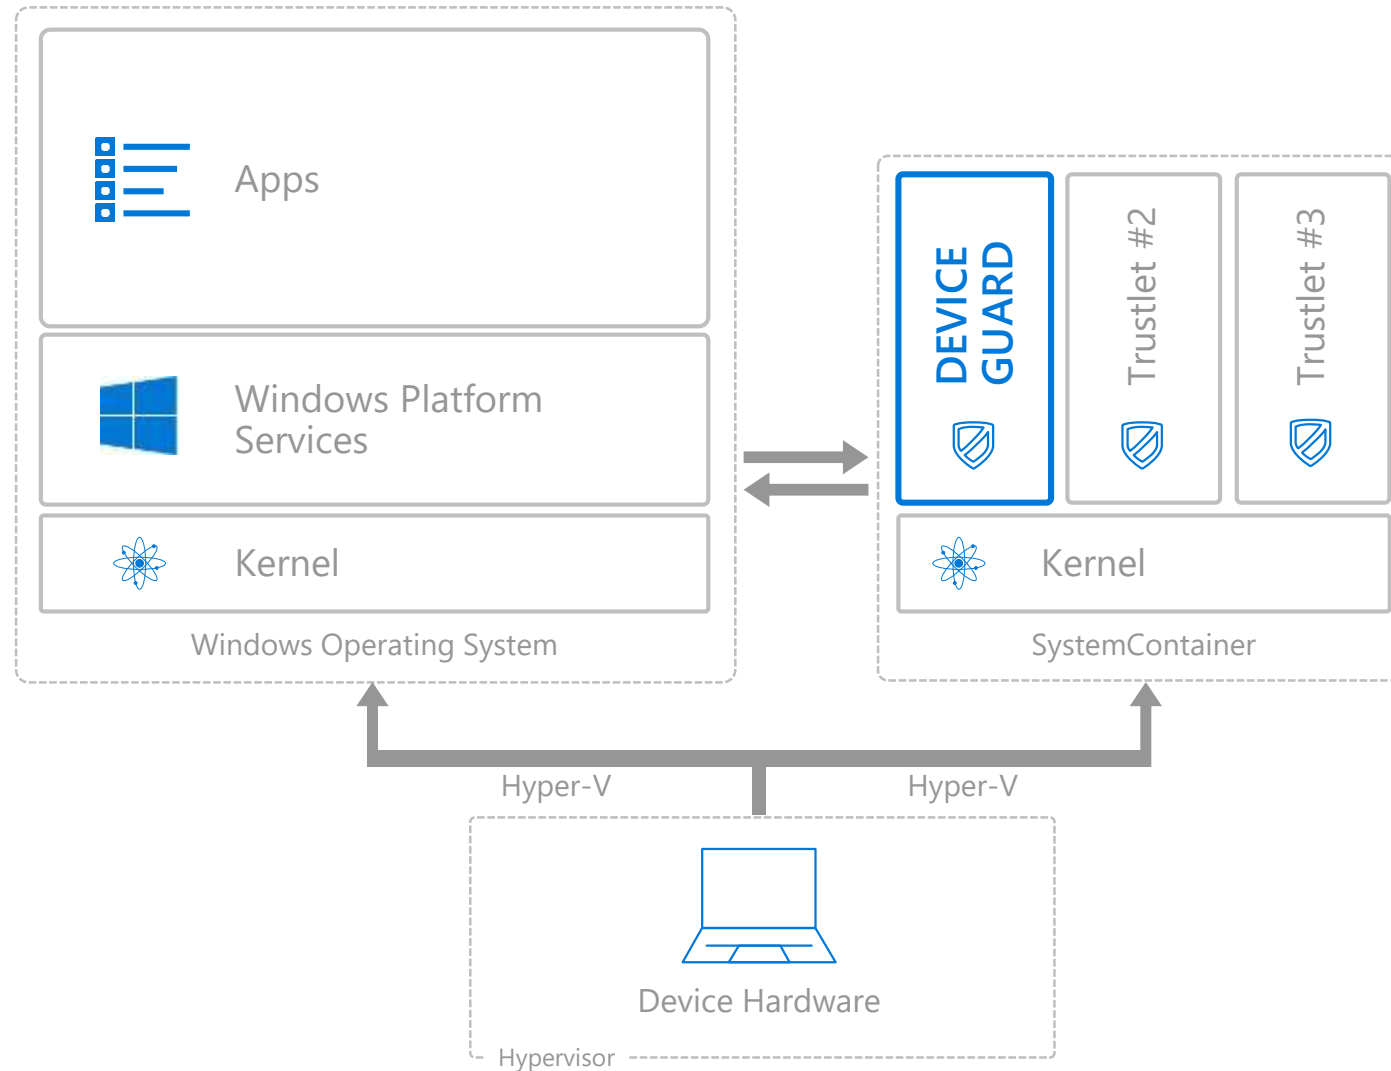 Apps
Windows Platform
Services
Kernel
Windows Operating System
DEVICE
GUARD
Trustlet #2
Trustlet #3
Kernel
SystemContainer
Hyper-V
Hyper-V
Device Hardware
Hypervisor